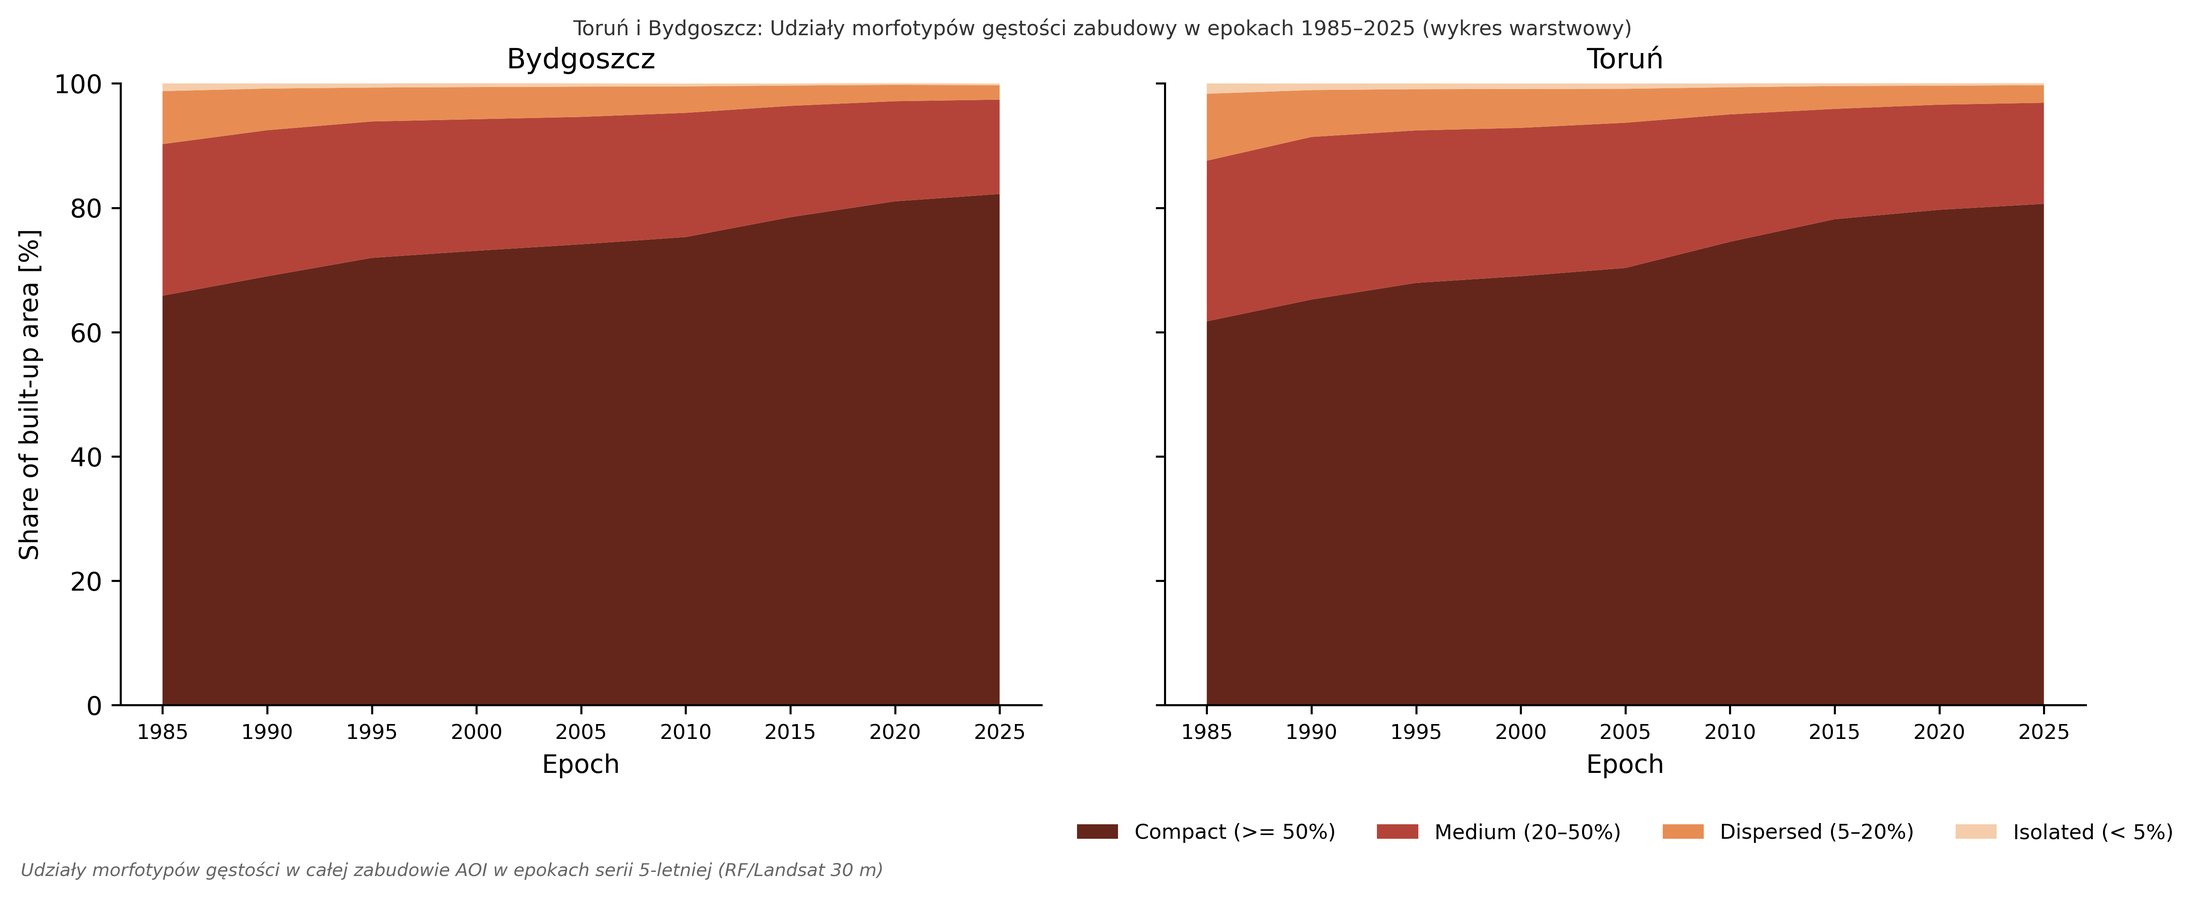 Toruń i Bydgoszcz: Udziały morfotypów gęstości zabudowy w epokach 1985–2025 (wykres warstwowy)
Bydgoszcz
Toruń
Share of built-up area [%]
100
80
60
40
20
0
1985 1990 1995 2000 2005 2010 2015 2020 2025
1985 1990 1995 2000 2005 2010 2015 2020 2025
Epoch
Epoch
Compact (>= 50%) Medium (20–50%) Dispersed (5–20%) Isolated (< 5%)
Udziały morfotypów gęstości w całej zabudowie AOI w epokach serii 5-letniej (RF/Landsat 30 m)